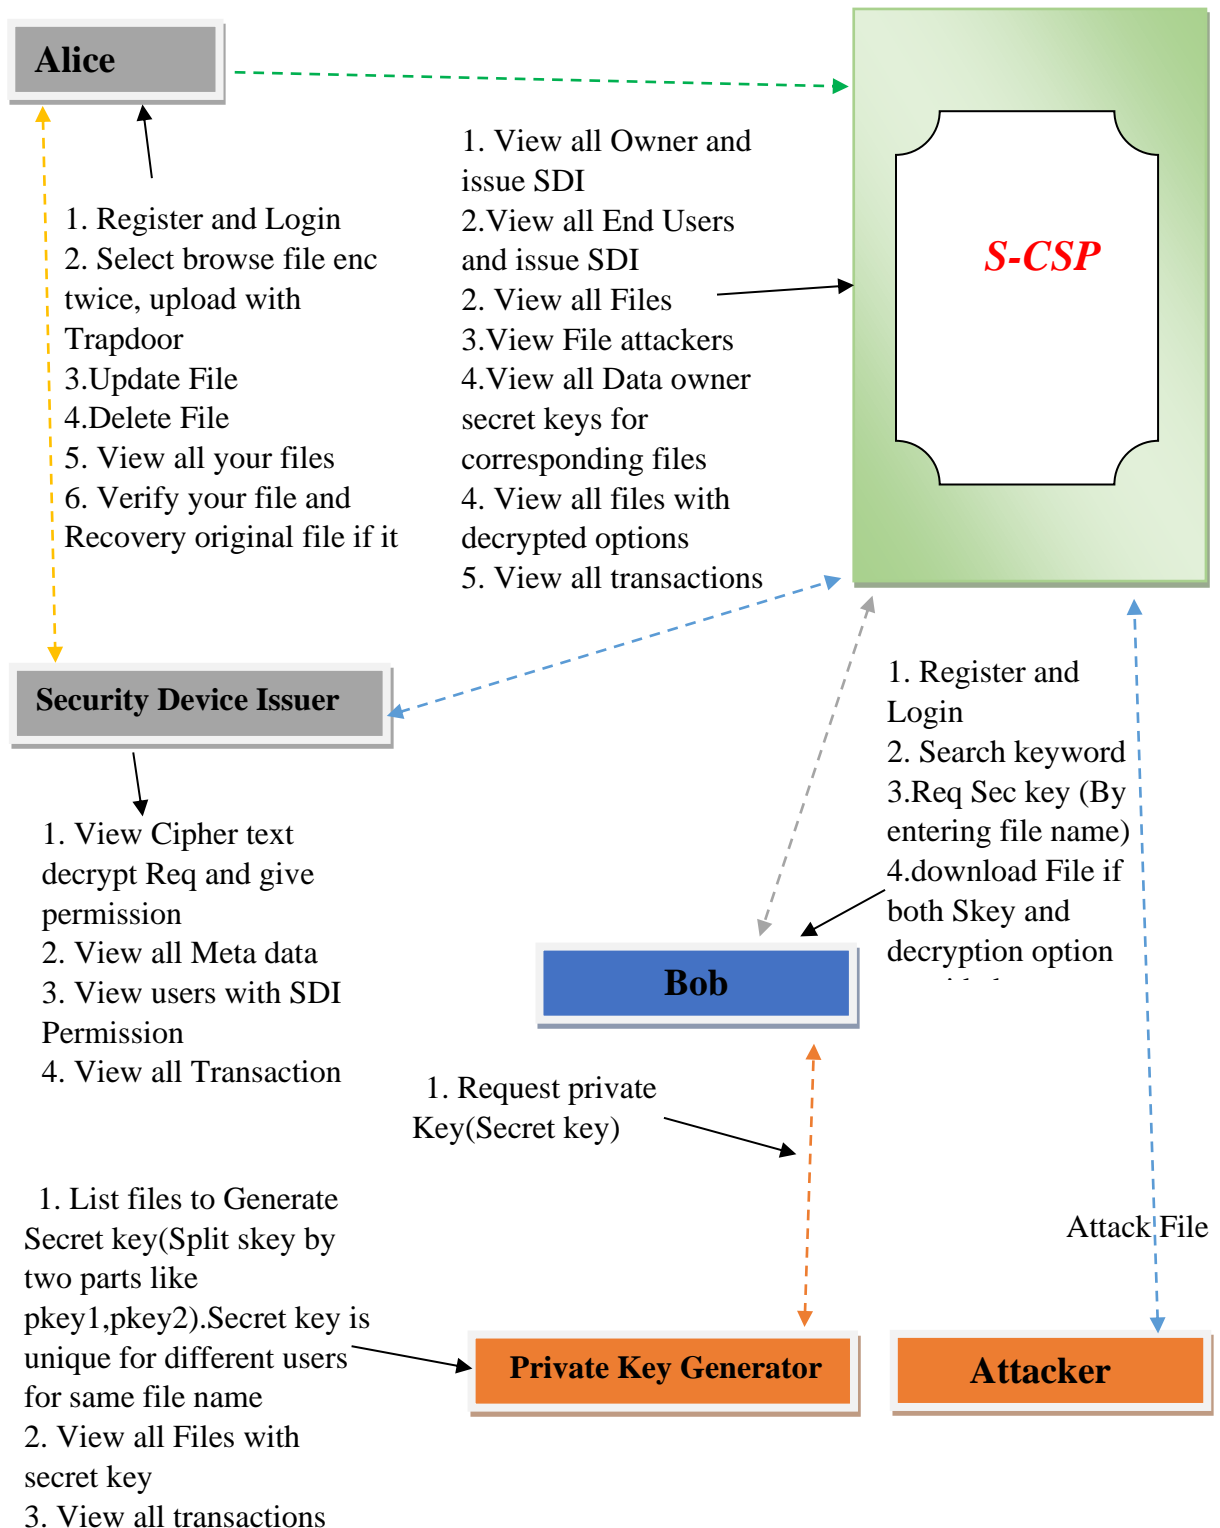 Alice
1. Register and Login
2. Select browse file enc
twice, upload with
Trapdoor
3.Update File
4.Delete File
5. View all your files
6. Verify your file and
Recovery original file if it
1. View all Owner and
issue SDI
2.View all End Users
and issue SDI
2. View all Files
3.View File attackers
4.View all Data owner
secret keys for
corresponding files
4. View all files with
decrypted options
5. View all transactions
S-CSP
Security Device Issuer
1. View Cipher text
decrypt Req and give
permission
2. View all Meta data
3. View users with SDI
Permission
4. View all Transaction
1. Register and
Login
2. Search keyword
3.Req Sec key (By
entering file name)
4.download File if
both Skey and
decryption option
Bob
1. Request private
Key(Secret key)
1. List files to Generate
Secret key(Split skey by
two parts like
pkey1,pkey2).Secret key is
unique for different users
for same file name
2. View all Files with
secret key
3. View all transactions
Private Key Generator
Attack File
Attacker